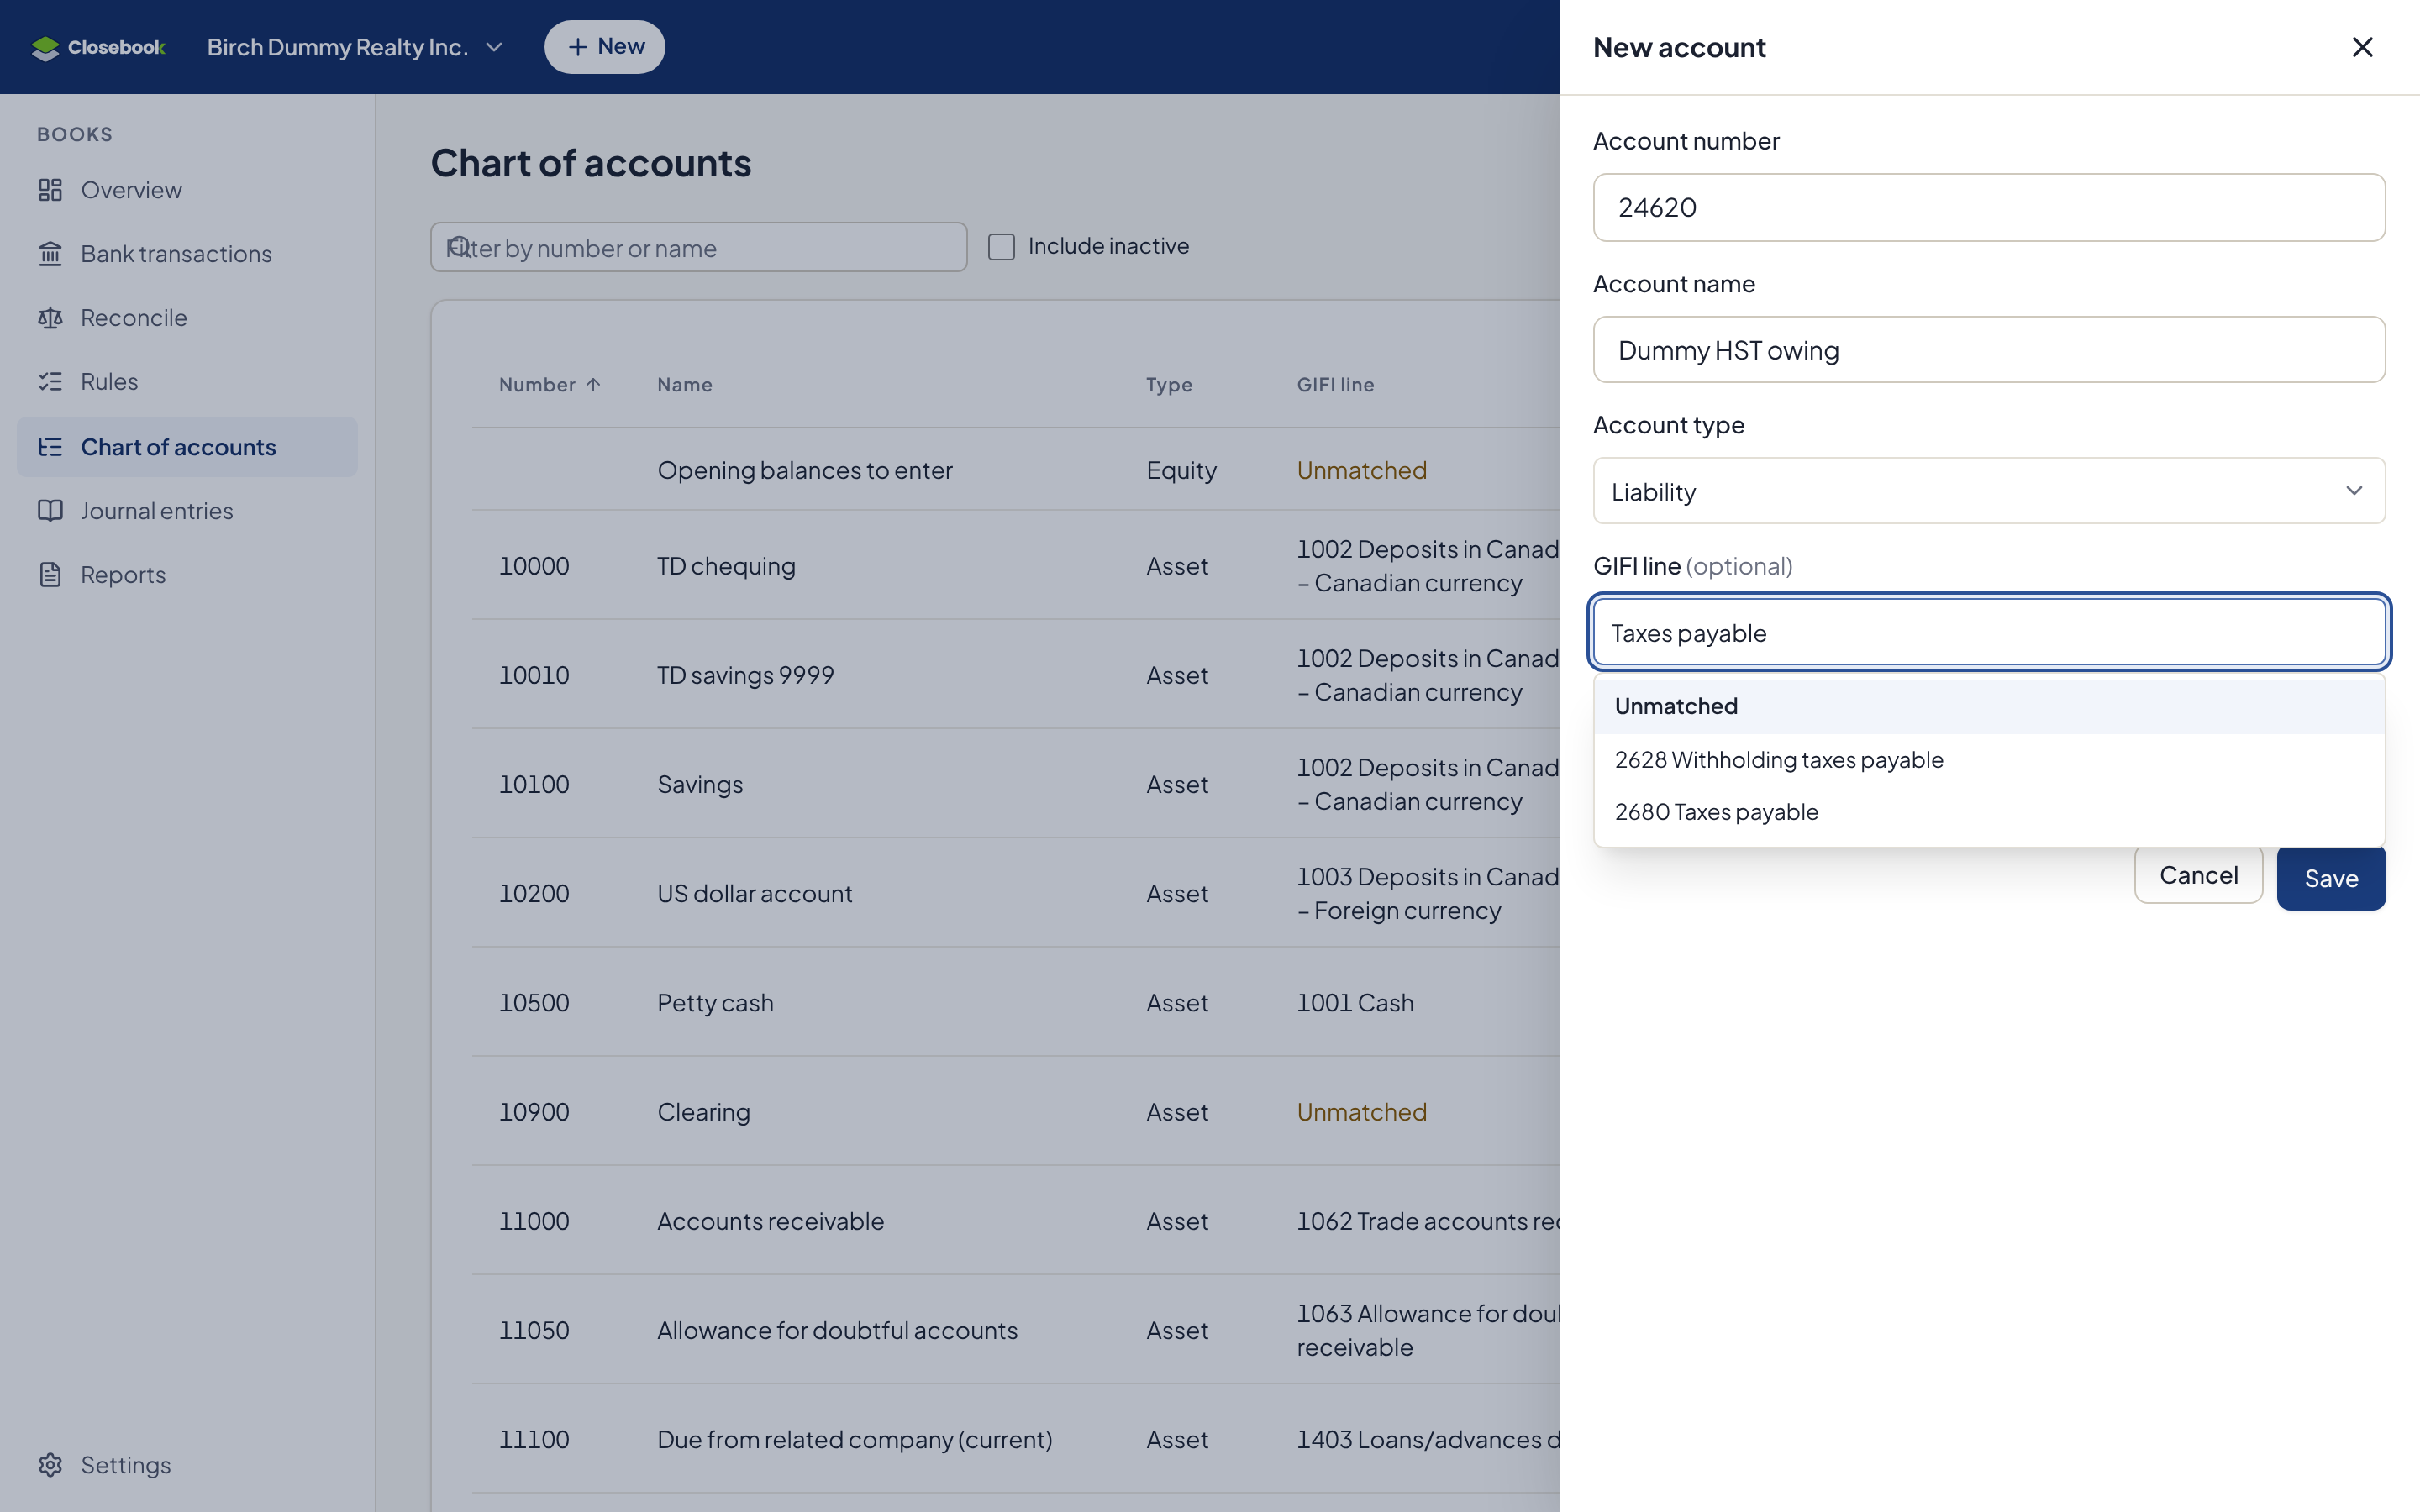 Closebook
Birch Dummy Realty Inc.
+ New
BOOKS
Overview
Bank transactions
Reconcile
Rules
Chart of accounts
Journal entries
Reports
Settings
Chart of accounts
Filter by number or name
Include inactive
Number ↑ Name Type GIFI line
Opening balances to enter Equity Unmatched
10000 TD chequing Asset 1002 Deposits in Canad
– Canadian currency
10010 TD savings 9999 Asset 1002 Deposits in Canad
– Canadian currency
10100 Savings Asset 1002 Deposits in Canad
– Canadian currency
10200 US dollar account Asset 1003 Deposits in Canad
– Foreign currency
10500 Petty cash Asset 1001 Cash
10900 Clearing Asset Unmatched
11000 Accounts receivable Asset 1062 Trade accounts rec
11050 Allowance for doubtful accounts Asset 1063 Allowance for doul
receivable
11100 Due from related company (current) Asset 1403 Loans/advances d
New account
Account number
24620
Account name
Dummy HST owing
Account type
Liability
GIFI line (optional)
Taxes payable
Unmatched
2628 Withholding taxes payable
2680 Taxes payable
Cancel
Save